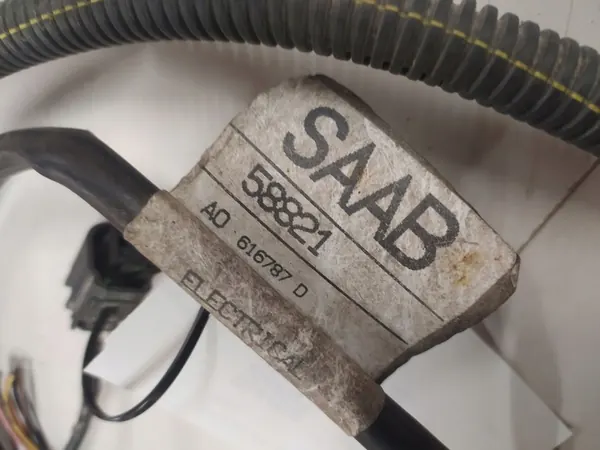 SAAB
58821
AO 616787 D
ELECTRICAL